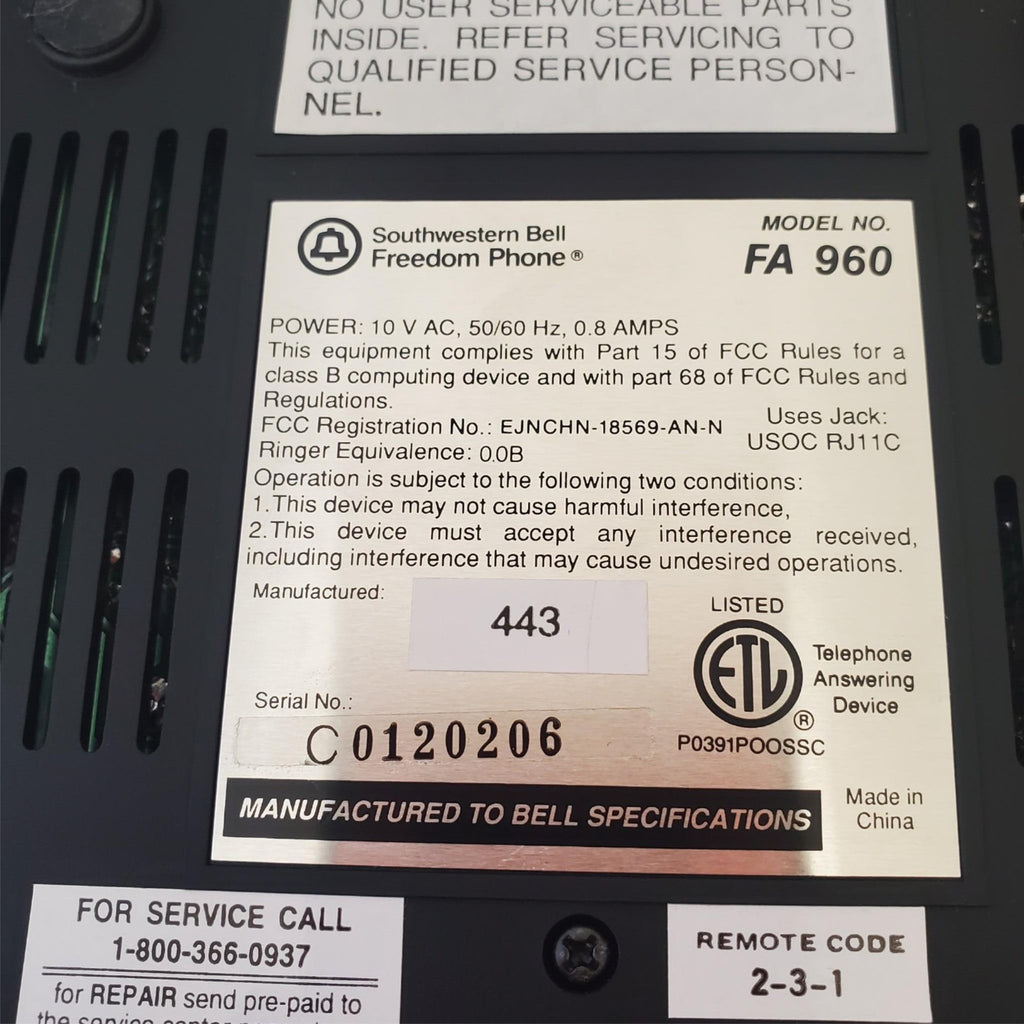 NO USER SERVICEABLE PARTS
INSIDE. REFER SERVICING TO
QUALIFIED SERVICE PERSON-
NEL.
Southwestern Bell
Freedom Phone®
MODEL NO.
FA 960
POWER: 10 V AC, 50/60 Hz, 0.8 AMPS
This equipment complies with Part 15 of FCC Rules for a
class B computing device and with part 68 of FCC Rules and
Regulations.
FCC Registration No.: EJNCHN-18569-AN-N
Ringer Equivalence: 0.0B
Uses Jack:
USOC RJ11C
Operation is subject to the following two conditions:
1.This device may not cause harmful interference,
2.This device must accept any interference received,
including interference that may cause undesired operations.
Manufactured:
443
LISTED
ETL
®
Telephone
Answering
Device
P0391POOSSC
Serial No.:
C0120206
MANUFACTURED TO BELL SPECIFICATIONS
Made in
China
FOR SERVICE CALL
1-800-366-0937
for REPAIR send pre-paid to
the service center
REMOTE CODE
2-3-1